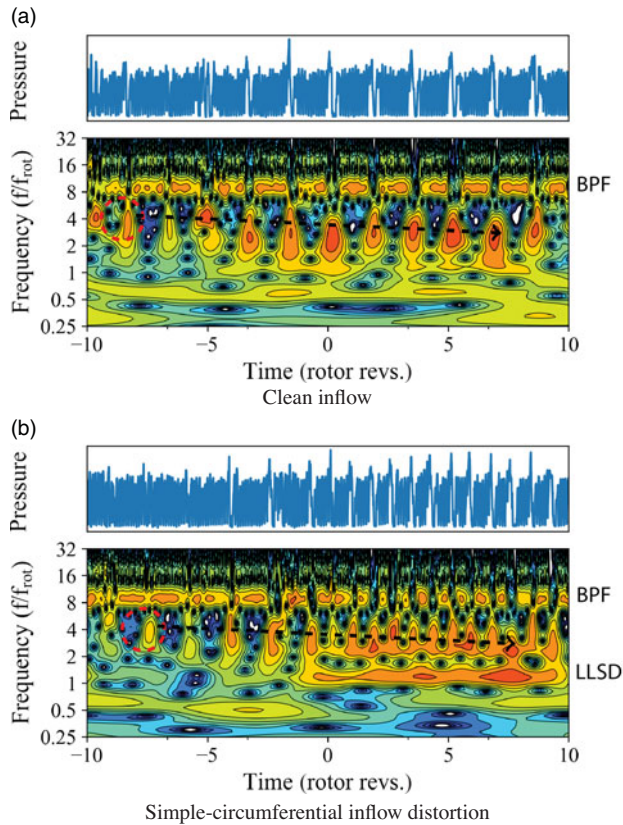 (a)
Pressure
Frequency (f/f_rot)
32
16
8
4
2
1
0.5
0.25
BPF
−10 −5 0 5 10
Time (rotor revs.)
Clean inflow
(b)
Pressure
Frequency (f/f_rot)
32
16
8
4
2
1
0.5
0.25
BPF
LLSD
−10 −5 0 5 10
Time (rotor revs.)
Simple-circumferential inflow distortion